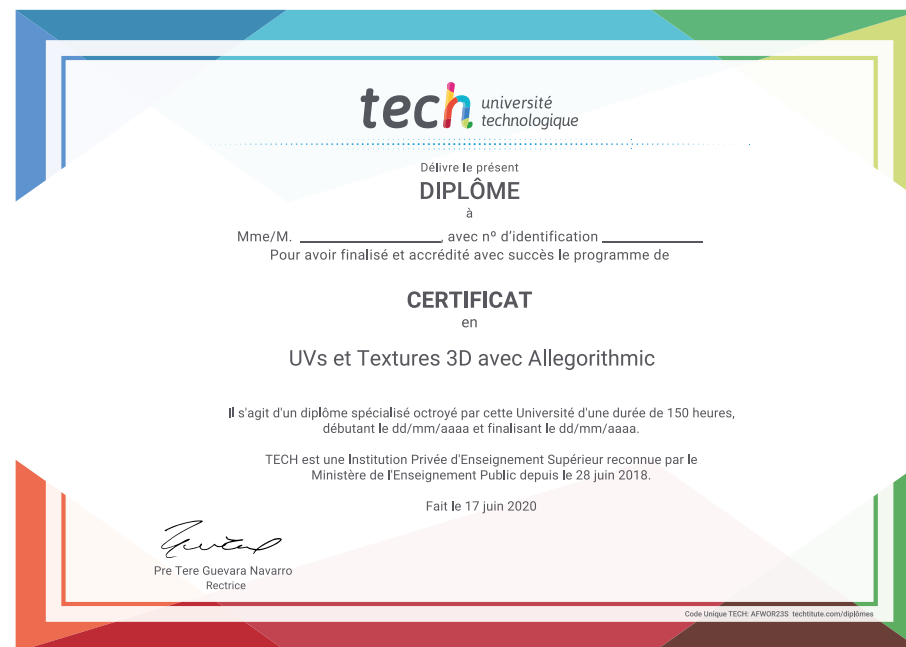 tech université
technologique
Délivre le présent
DIPLÔME
à
Mme/M. ____________________, avec nº d'identification ______________
Pour avoir finalisé et accrédité avec succès le programme de
CERTIFICAT
en
UVs et Textures 3D avec Allegorithmic
Il s'agit d'un diplôme spécialisé octroyé par cette Université d'une durée de 150 heures,
débutant le dd/mm/aaaa et finalisant le dd/mm/aaaa.
TECH est une Institution Privée d'Enseignement Supérieur reconnue par le
Ministère de l'Enseignement Public depuis le 28 juin 2018.
Fait le 17 juin 2020
Pre Tere Guevara Navarro
Rectrice
Code Unique TECH: AFWOR23S techtitute.com/diplômes